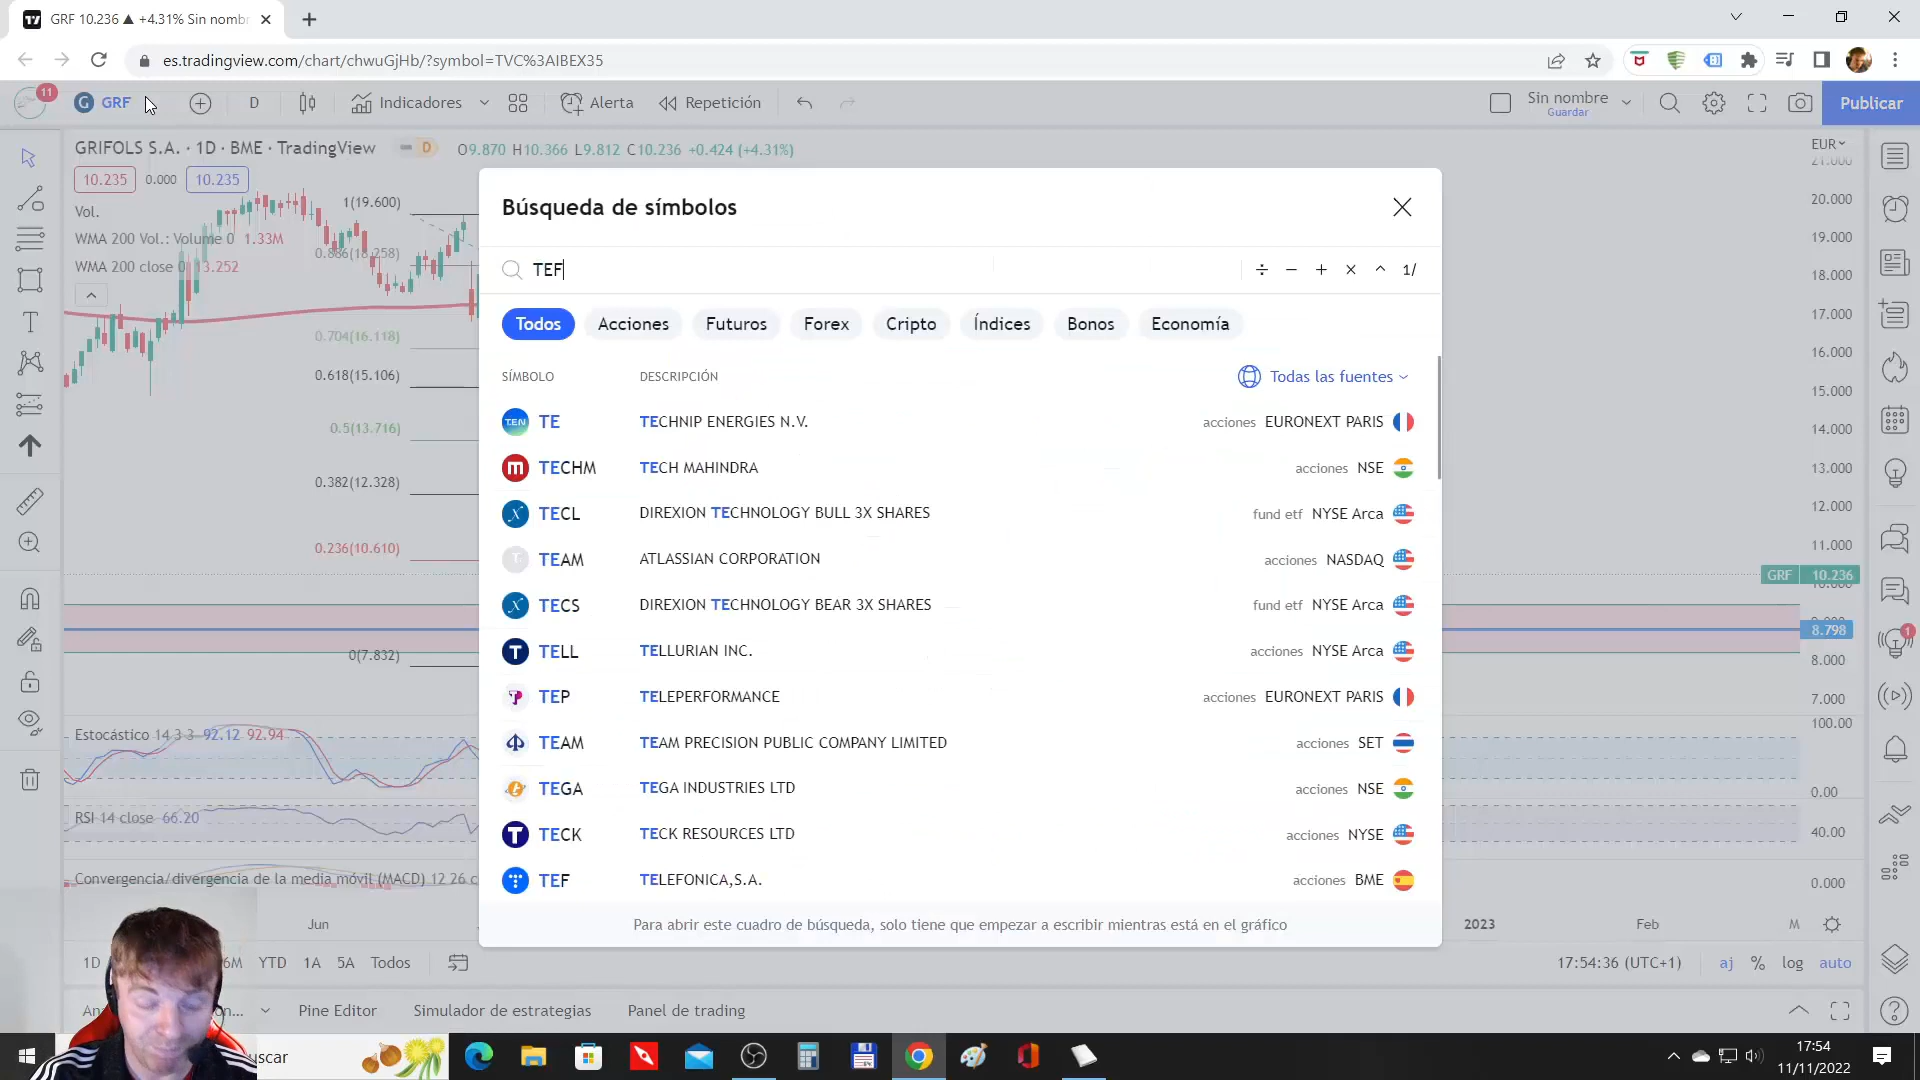 GRF 10.236 ▲ +4.31% Sin nomb
es.tradingview.com/chart/chwuGjHb/?symbol=TVC%3AIBEX35
11
G GRF
D
Indicadores
Alerta
Repetición
Sin nombre
Guardar
Publicar
GRIFOLS S.A. · 1D · BME · TradingView
D
O9.870 H10.366 L9.812 C10.236 +0.424 (+4.31%)
10.235 0.000 10.235
Vol.
WMA 200 Vol.: Volume 0 1.33M
WMA 200 close 0 13.252
1(19.600)
0.886(18.258)
0.704(16.118)
0.618(15.106)
0.5(13.716)
0.382(12.328)
0.236(10.610)
0(7.832)
Estocástico 14 3 3 92.12 92.94
RSI 14 close 66.20
Convergencia/divergencia de la media móvil (MACD) 12 26 c
Búsqueda de símbolos
TEF
÷ − + × ^ 1/
Todos
Acciones
Futuros
Forex
Cripto
Índices
Bonos
Economía
SÍMBOLO
DESCRIPCIÓN
Todas las fuentes
T.EN TE TECHNIP ENERGIES N.V. acciones EURONEXT PARIS
m TECHM TECH MAHINDRA acciones NSE
X TECL DIREXION TECHNOLOGY BULL 3X SHARES fund etf NYSE Arca
T TEAM ATLASSIAN CORPORATION acciones NASDAQ
X TECS DIREXION TECHNOLOGY BEAR 3X SHARES fund etf NYSE Arca
T TELL TELLURIAN INC. acciones NYSE Arca
TEP TELEPERFORMANCE acciones EURONEXT PARIS
TEAM TEAM PRECISION PUBLIC COMPANY LIMITED acciones SET
TEGA TEGA INDUSTRIES LTD acciones NSE
T TECK TECK RESOURCES LTD acciones NYSE
TEF TELEFONICA,S.A. acciones BME
Para abrir este cuadro de búsqueda, solo tiene que empezar a escribir mientras está en el gráfico
EUR
21.000
20.000
19.000
18.000
17.000
16.000
15.000
14.000
13.000
12.000
11.000
GRF 10.236
8.798
8.000
7.000
100.00
0.00
40.00
0.000
1
Jun
2023
Feb
M
1D
6M
YTD
1A
5A
Todos
17:54:36 (UTC+1)
aj
%
log
auto
Pine Editor
Simulador de estrategias
Panel de trading
uscar
17:54
11/11/2022